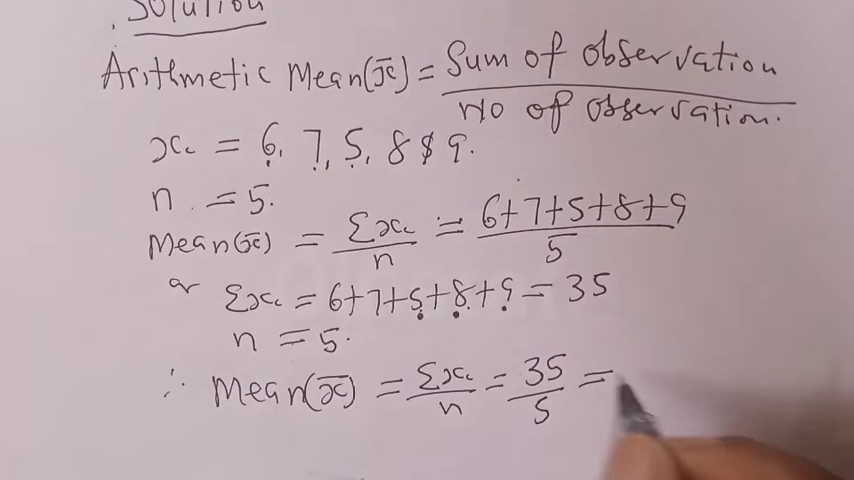 . Solution
Arithmetic Mean(x̄) = Sum of observation / No of observation.
xᵢ = 6, 7, 5, 8 & 9.
n = 5.
Mean(x̄) = Σxᵢ/n = 6+7+5+8+9/5
or Σxᵢ = 6+7+5+8+9 = 35
n = 5.
∴ Mean(x̄) = Σxᵢ/n = 35/5 =